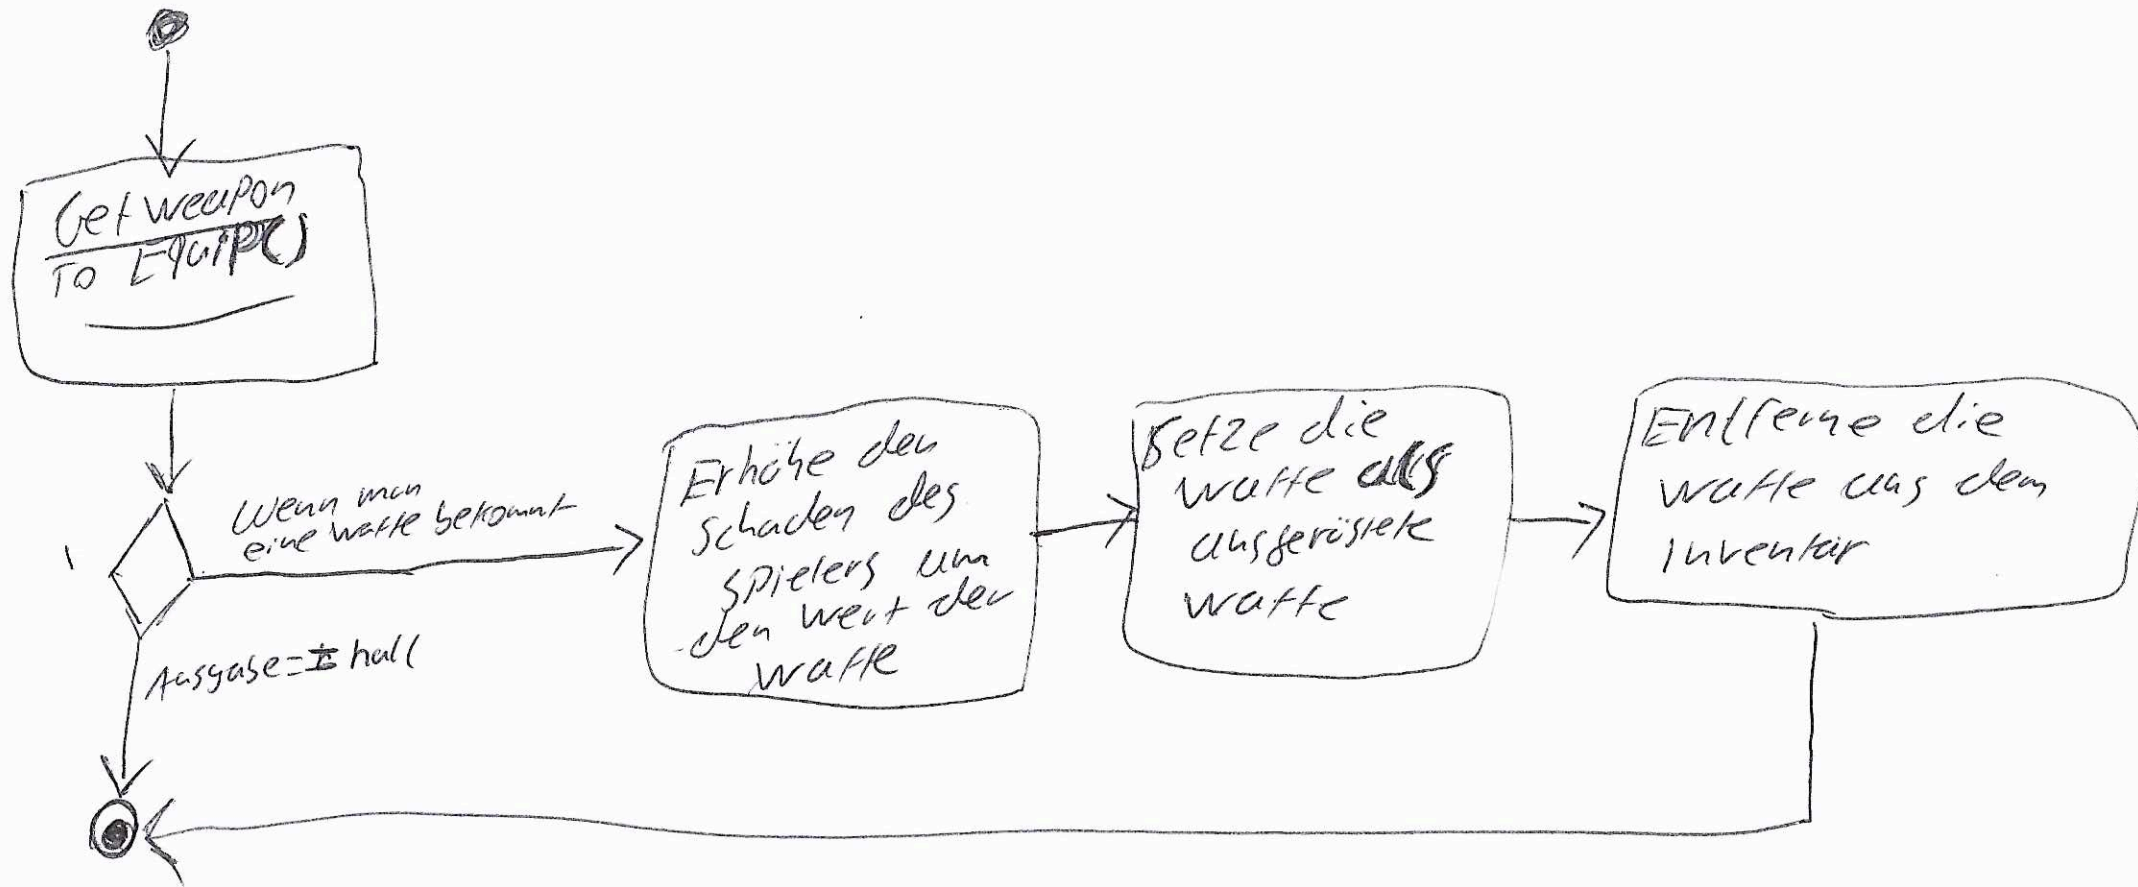 Get weapon
To Equip()
Wenn man
eine waffe bekommt
Ausgabe = null
Erhöhe den
schaden des
spielers um
den wert der
waffe
Setze die
waffe als
ausgerüstete
waffe
Entferne die
waffe aus dem
inventar